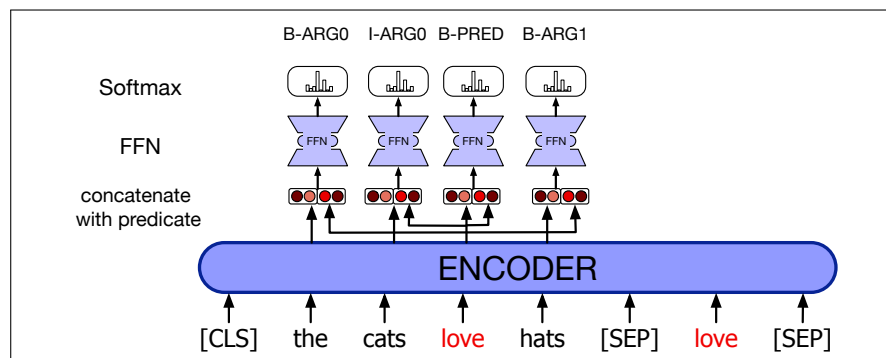 B-ARG0 I-ARG0 B-PRED B-ARG1
Softmax
FFN FFN FFN FFN FFN
concatenate
with predicate
ENCODER
[CLS] the cats love hats [SEP] love [SEP]